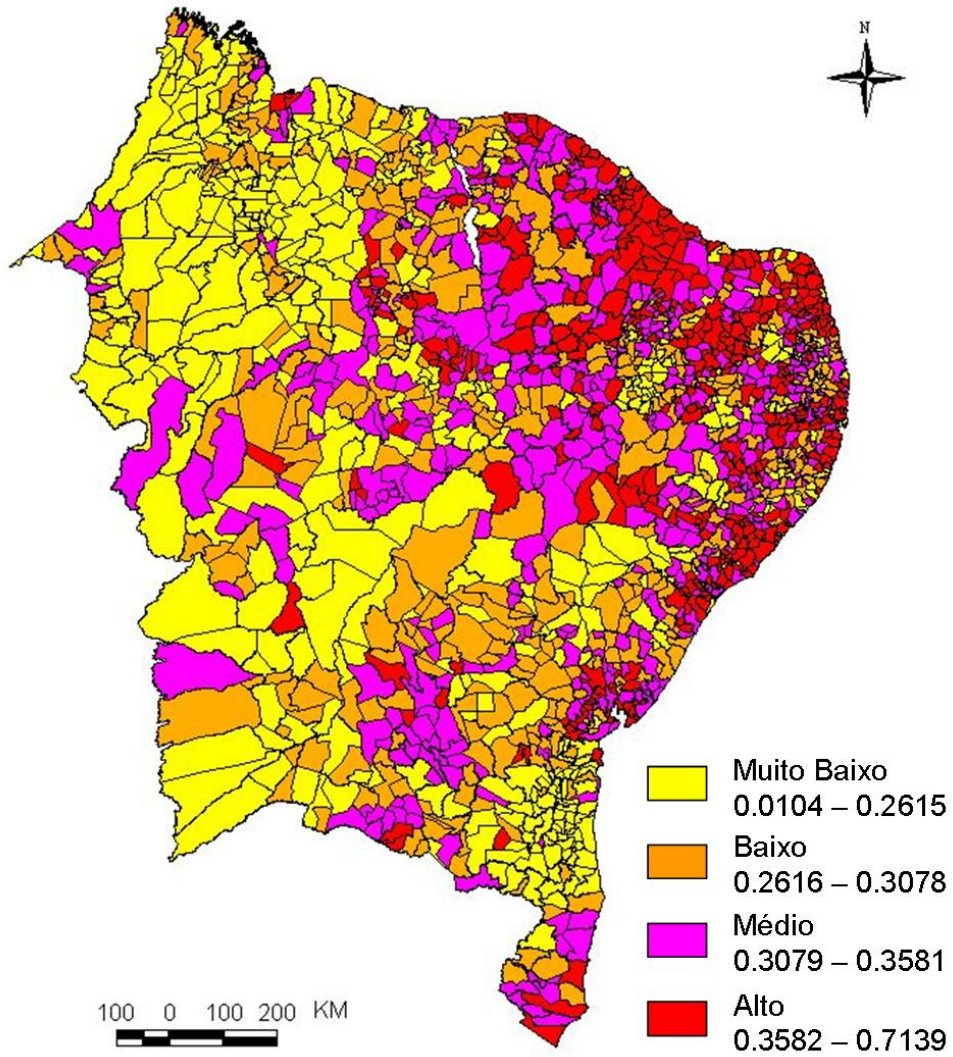 N
Muito Baixo
0.0104 – 0.2615
Baixo
0.2616 – 0.3078
Médio
0.3079 – 0.3581
Alto
0.3582 – 0.7139
100 0 100 200 KM